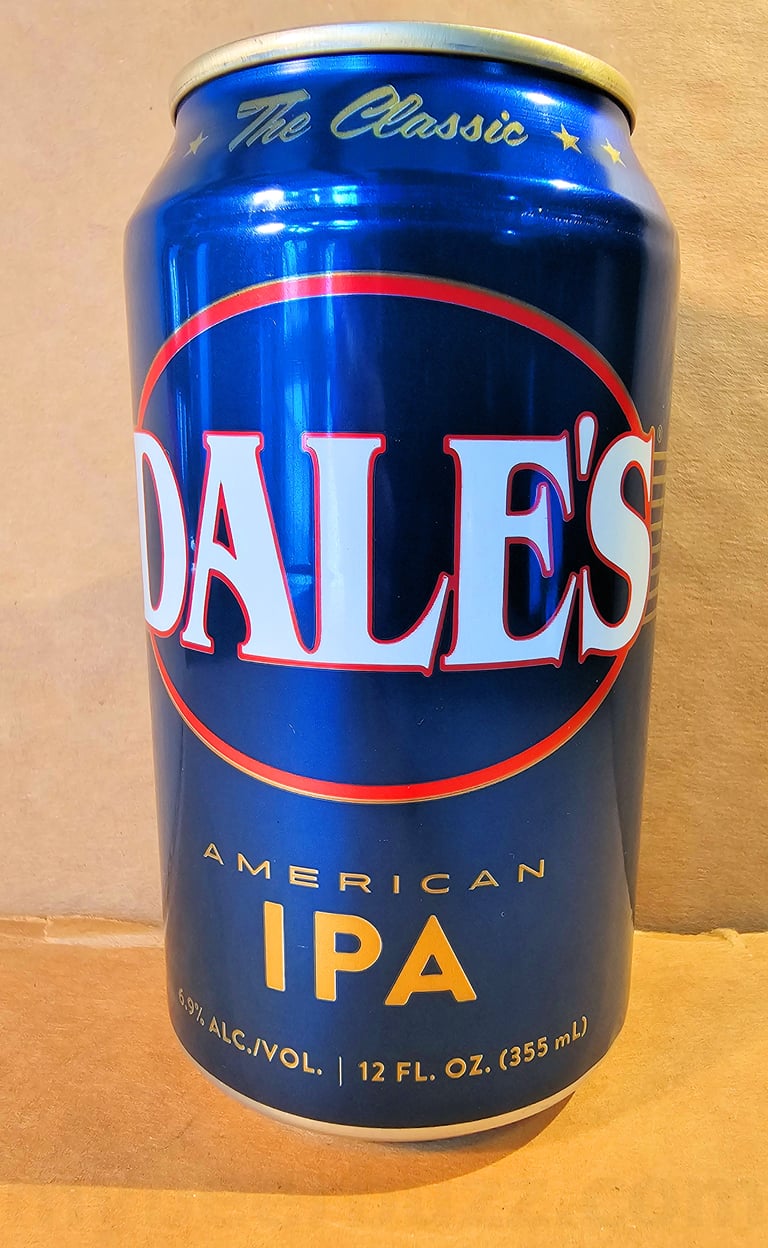 The Classic
DALE'S
AMERICAN
IPA
6.9% ALC./VOL. | 12 FL. OZ. (355 mL)